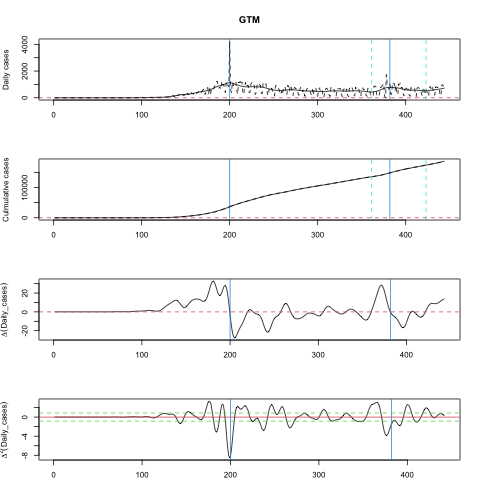 GTM
Daily cases
0 2000 4000
0 100 200 300 400
Culmulative cases
0 100000
0 100 200 300 400
Δ(Daily_cases)
-20 0 20
0 100 200 300 400
Δ²(Daily_cases)
-8 -4 0
0 100 200 300 400